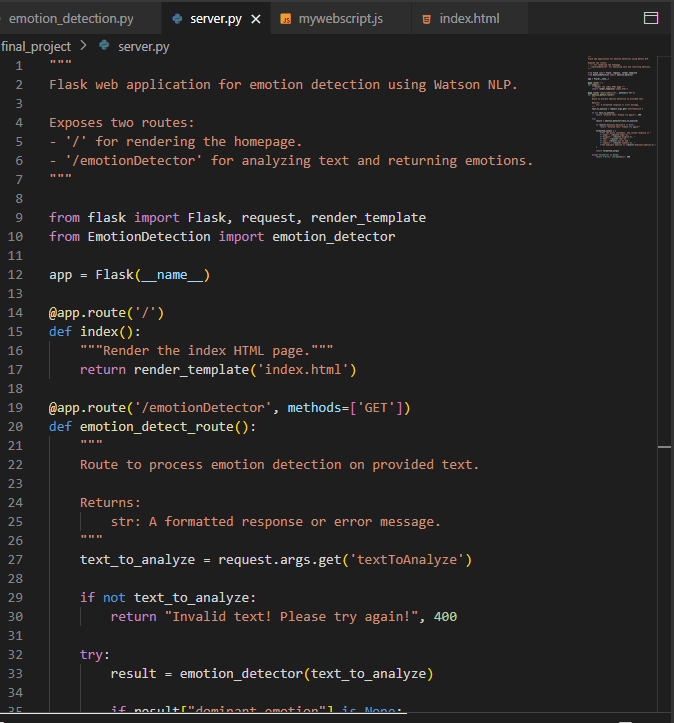 emotion_detection.py server.py mywebscript.js index.html
final_project > server.py
1 """
2 Flask web application for emotion detection using Watson NLP.
3
4 Exposes two routes:
5 - '/' for rendering the homepage.
6 - '/emotionDetector' for analyzing text and returning emotions.
7 """
8
9 from flask import Flask, request, render_template
10 from EmotionDetection import emotion_detector
11
12 app = Flask(__name__)
13
14 @app.route('/')
15 def index():
16     """Render the index HTML page."""
17     return render_template('index.html')
18
19 @app.route('/emotionDetector', methods=['GET'])
20 def emotion_detect_route():
21     """
22     Route to process emotion detection on provided text.
23
24     Returns:
25         str: A formatted response or error message.
26     """
27     text_to_analyze = request.args.get('textToAnalyze')
28
29     if not text_to_analyze:
30         return "Invalid text! Please try again!", 400
31
32     try:
33         result = emotion_detector(text_to_analyze)
34
35         if result["dominant_emotion"] is None: